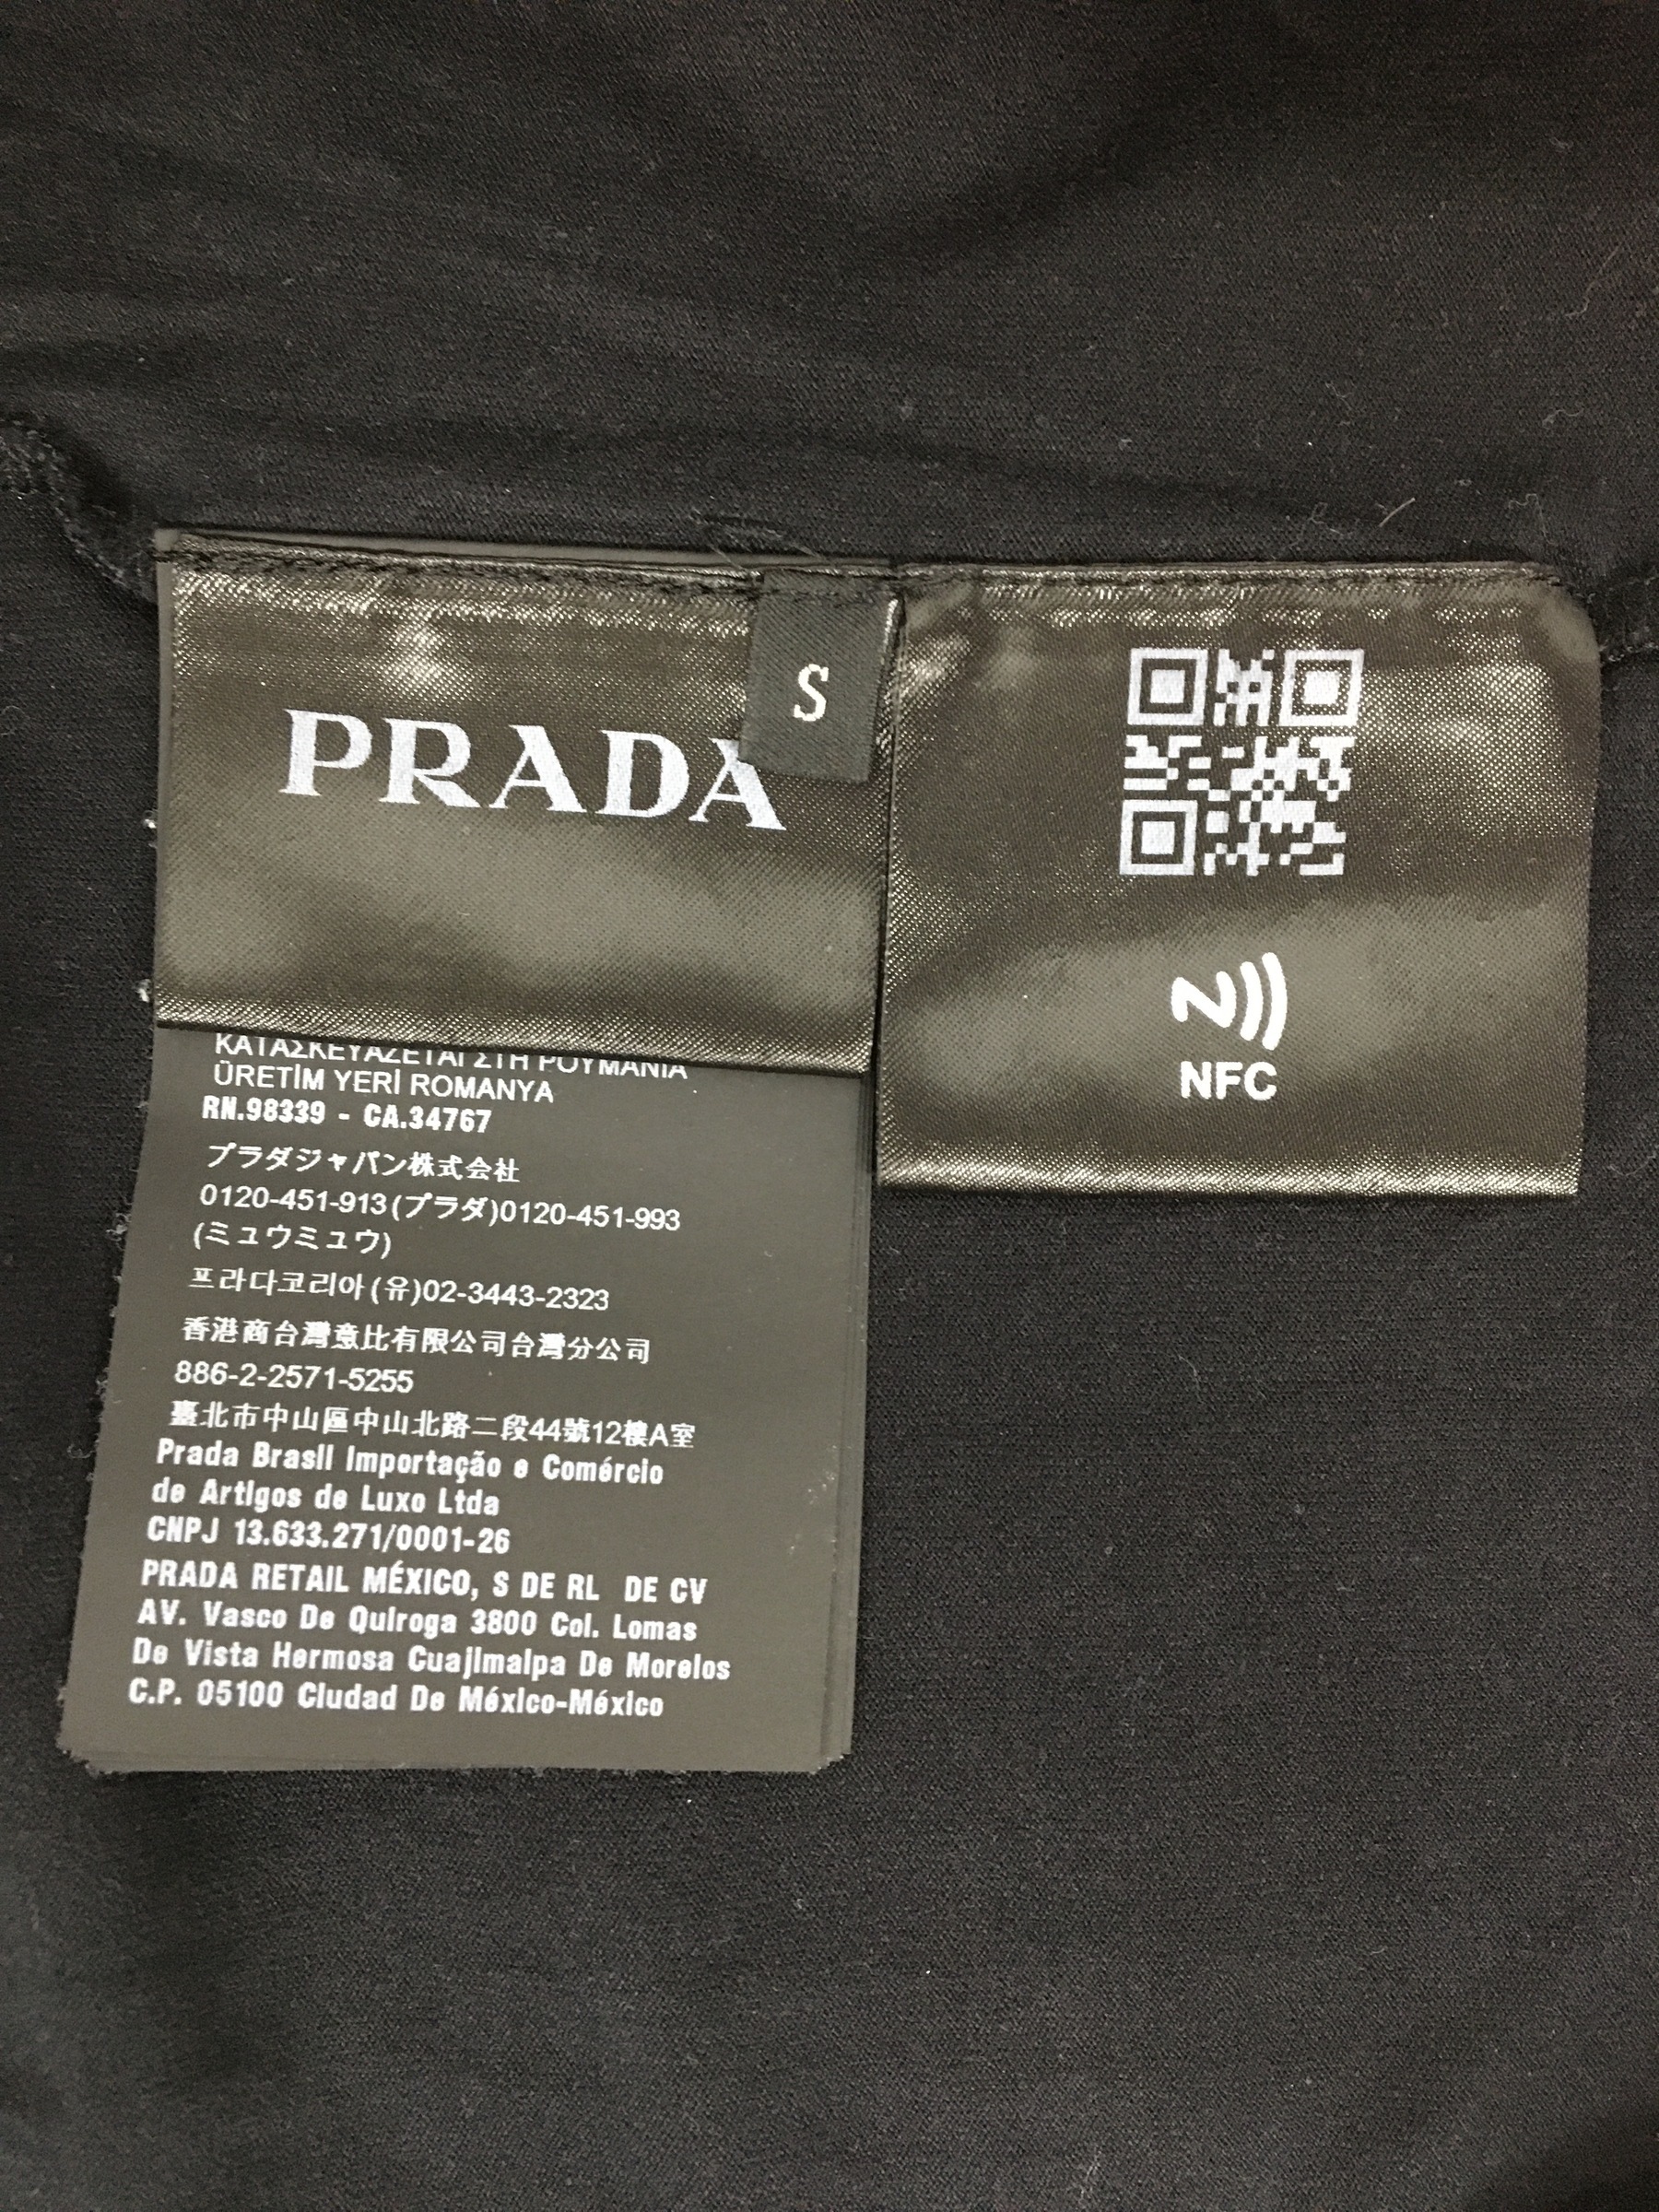 PRADA
S
NFC
ΚΑΤΑΣΚΕΥΑΖΕΤΑΙ ΣΤΗ ΡΟΥΜΑΝΙΑ
ÜRETİM YERİ ROMANYA
RN.98339 - CA.34767
プラダジャパン株式会社
0120-451-913(プラダ)0120-451-993
(ミュウミュウ)
프라다코리아(유)02-3443-2323
香港商台灣意比有限公司台灣分公司
886-2-2571-5255
臺北市中山區中山北路二段44號12樓A室
Prada Brasil Importação e Comércio
de Artigos de Luxo Ltda
CNPJ 13.633.271/0001-26
PRADA RETAIL MÉXICO, S DE RL DE CV
AV. Vasco De Quiroga 3800 Col. Lomas
De Vista Hermosa Cuajimalpa De Morelos
C.P. 05100 Ciudad De México-México